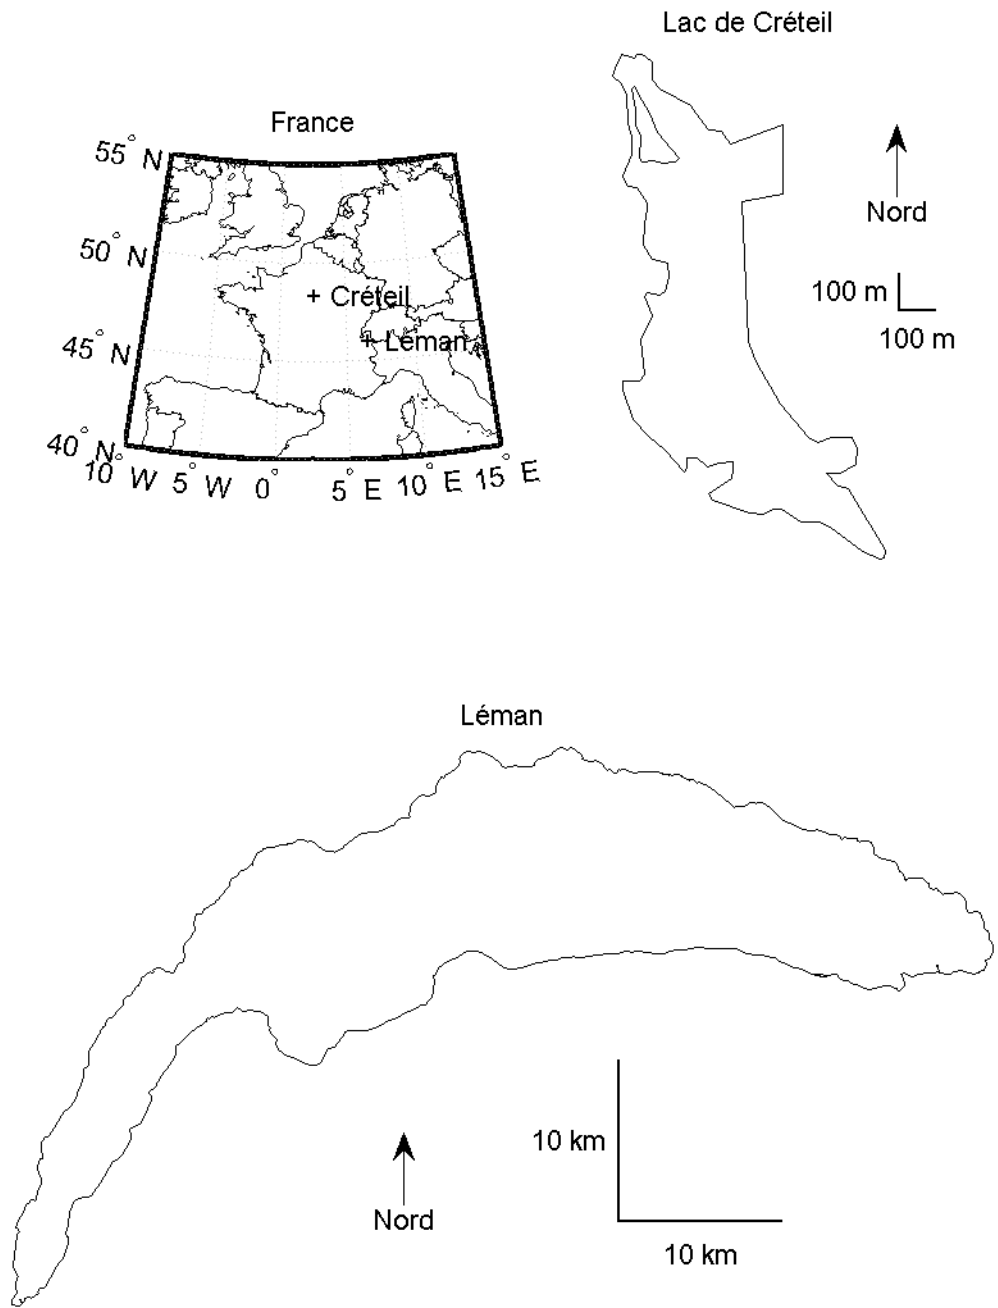 Lac de Créteil
France
55° N
50° N
45° N
40° N
10° W 5° W 0° 5° E 10° E 15° E
+ Créteil
+ Léman
Nord
100 m
100 m
Léman
10 km
10 km
Nord